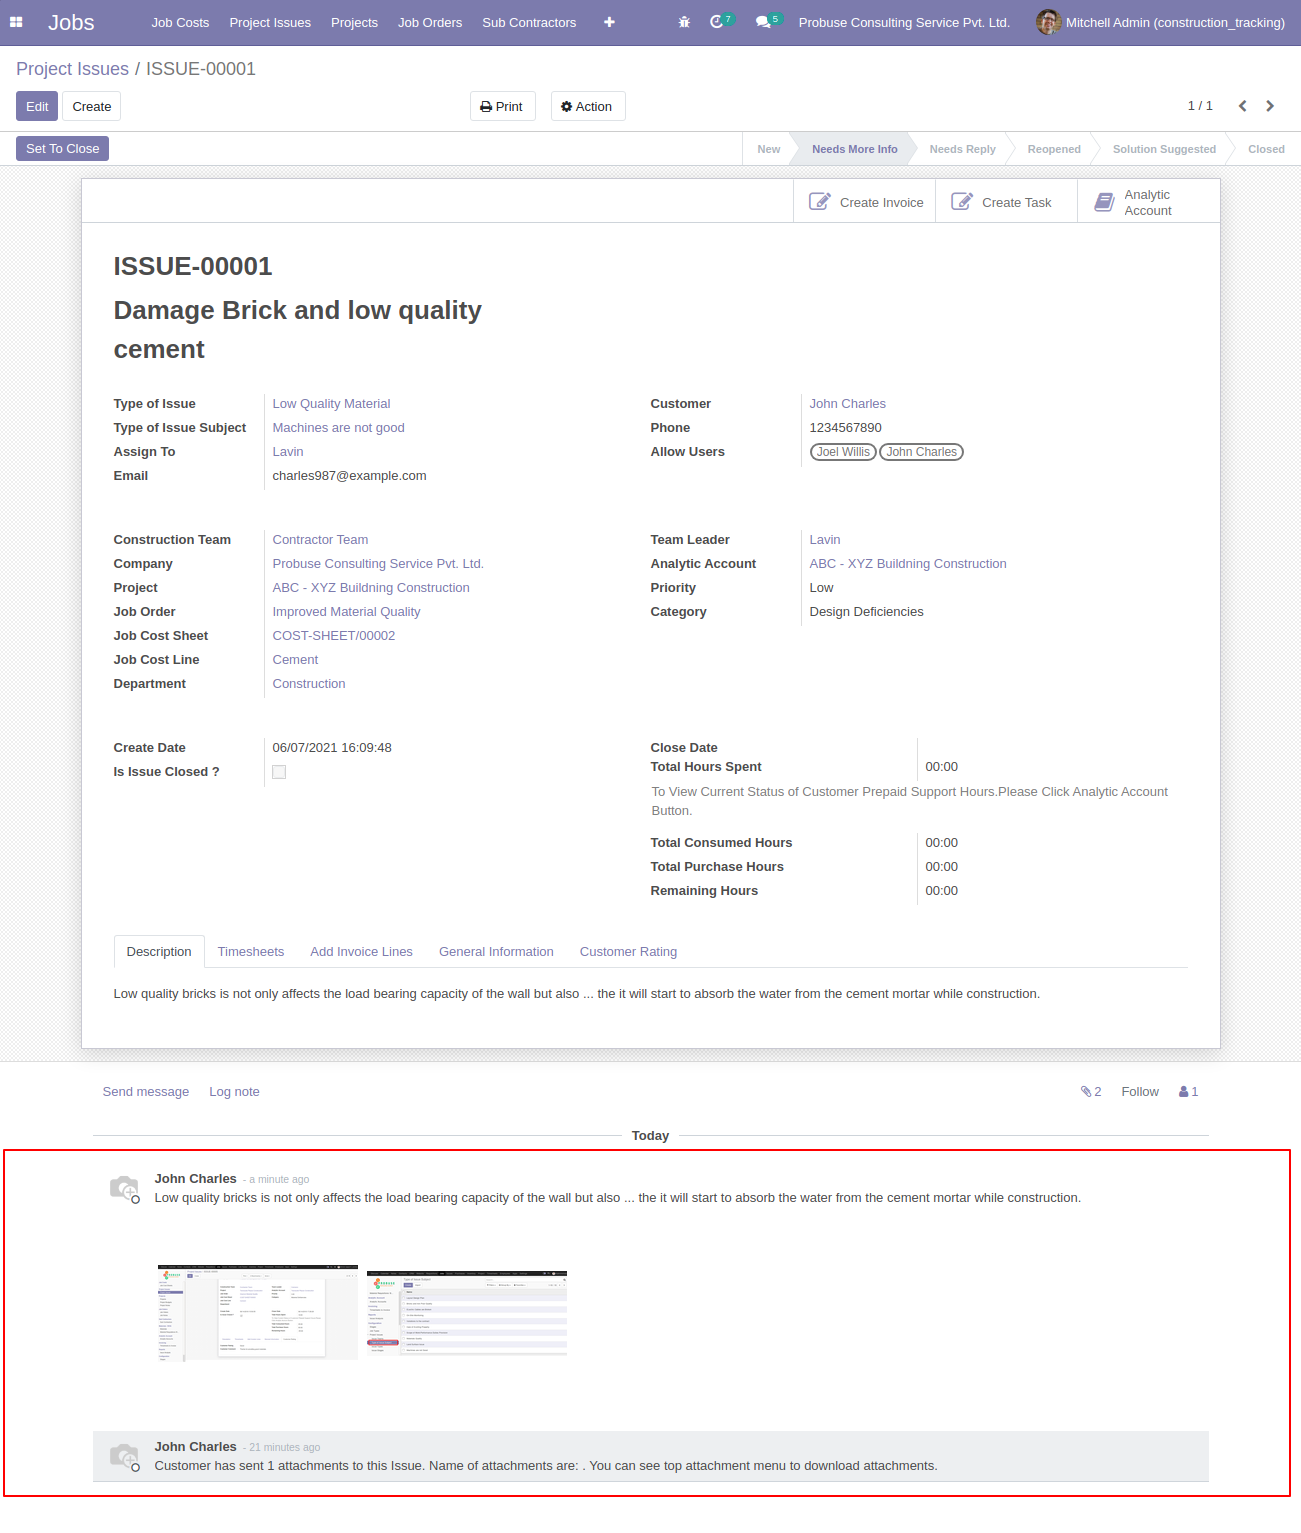 Jobs Job Costs Project Issues Projects Job Orders Sub Contractors 7 5 Probuse Consulting Service Pvt. Ltd. Mitchell Admin (construction_tracking)
Project Issues / ISSUE-00001
Edit Create Print Action 1 / 1
Set To Close New Needs More Info Needs Reply Reopened Solution Suggested Closed
Create Invoice Create Task Analytic Account
ISSUE-00001
Damage Brick and low quality
cement
Type of Issue Low Quality Material Customer John Charles
Type of Issue Subject Machines are not good Phone 1234567890
Assign To Lavin Allow Users Joel Willis John Charles
Email charles987@example.com
Construction Team Contractor Team Team Leader Lavin
Company Probuse Consulting Service Pvt. Ltd. Analytic Account ABC - XYZ Buildning Construction
Project ABC - XYZ Buildning Construction Priority Low
Job Order Improved Material Quality Category Design Deficiencies
Job Cost Sheet COST-SHEET/00002
Job Cost Line Cement
Department Construction
Create Date 06/07/2021 16:09:48 Close Date
Is Issue Closed ? Total Hours Spent 00:00
To View Current Status of Customer Prepaid Support Hours.Please Click Analytic Account
Button.
Total Consumed Hours 00:00
Total Purchase Hours 00:00
Remaining Hours 00:00
Description Timesheets Add Invoice Lines General Information Customer Rating
Low quality bricks is not only affects the load bearing capacity of the wall but also ... the it will start to absorb the water from the cement mortar while construction.
Send message Log note 2 Follow 1
Today
John Charles - a minute ago
Low quality bricks is not only affects the load bearing capacity of the wall but also ... the it will start to absorb the water from the cement mortar while construction.
John Charles - 21 minutes ago
Customer has sent 1 attachments to this Issue. Name of attachments are: . You can see top attachment menu to download attachments.